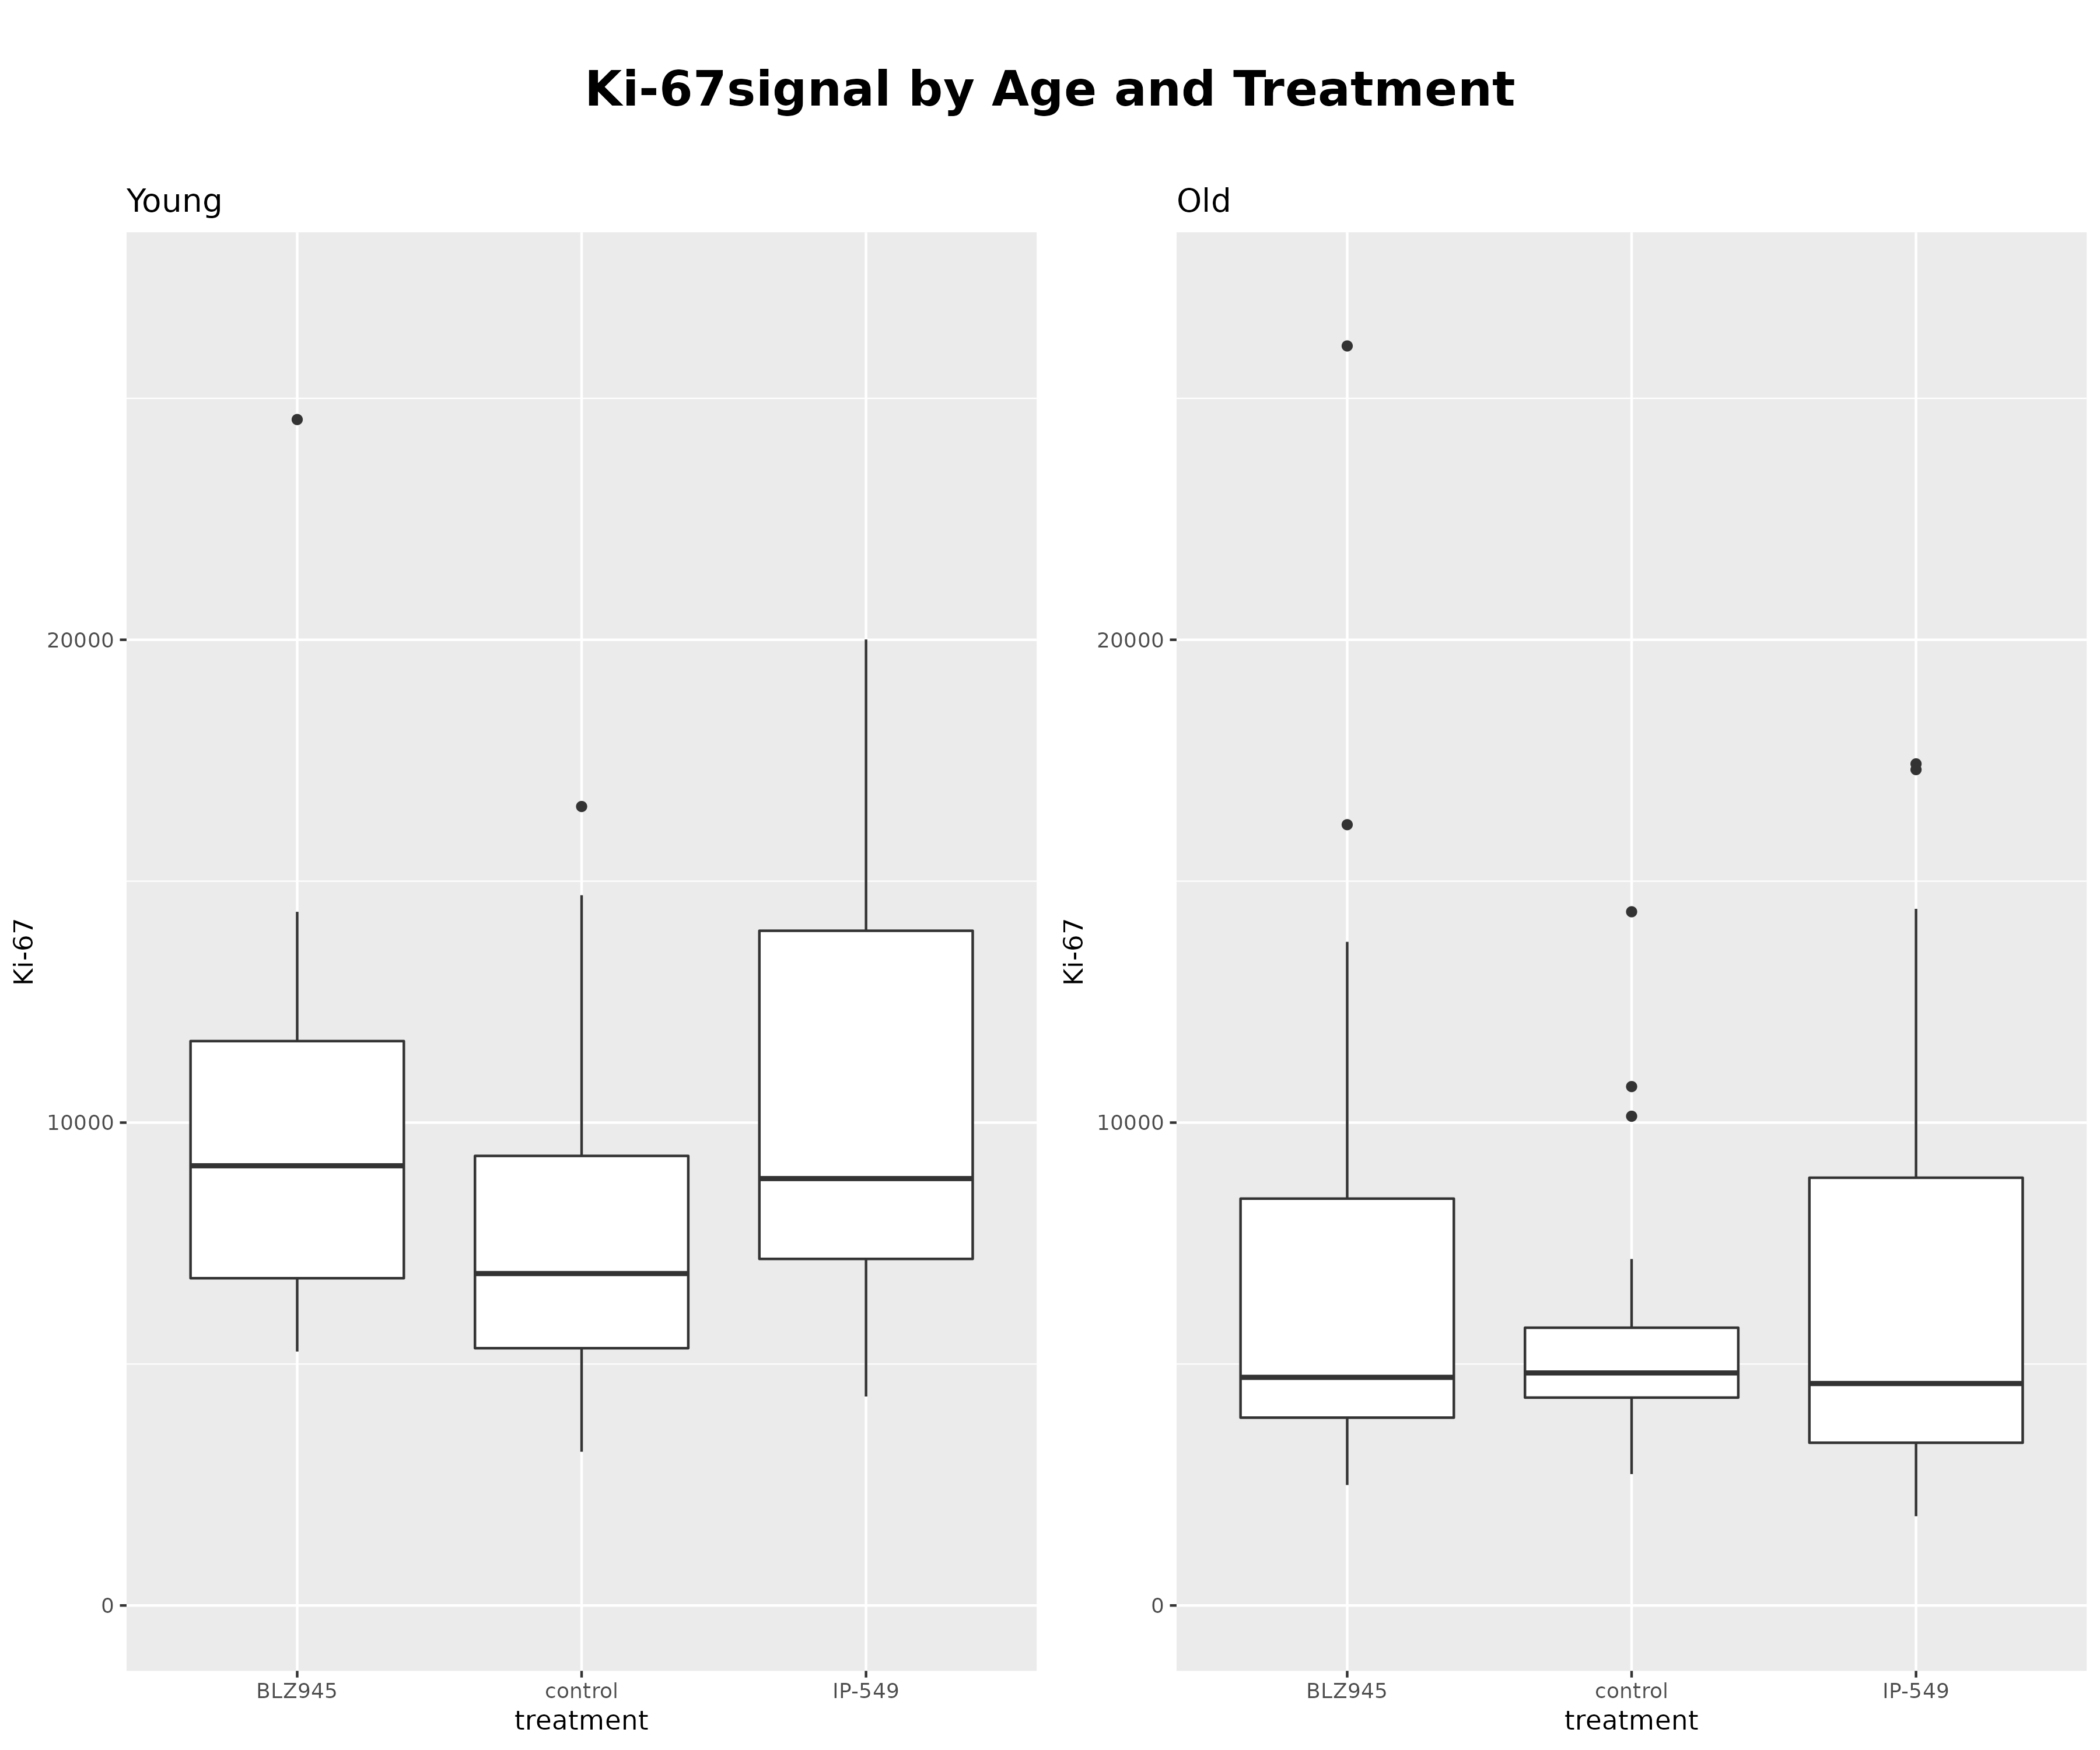 Ki-67signal by Age and Treatment
Young
Ki-67
20000
10000
0
BLZ945 control IP-549
treatment
Old
Ki-67
20000
10000
0
BLZ945 control IP-549
treatment